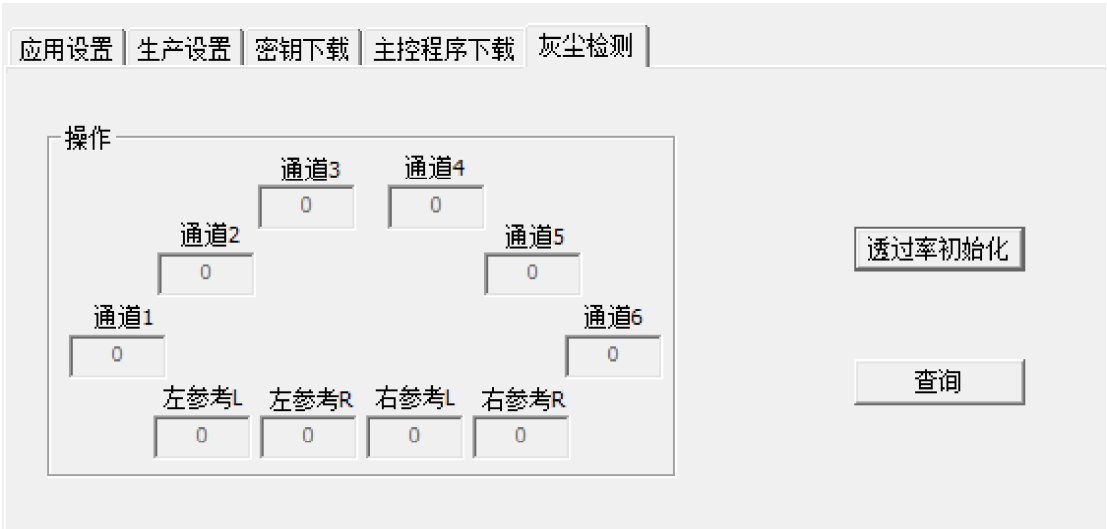 应用设置 生产设置 密钥下载 主控程序下载 灰尘检测
操作
通道3 通道4
0 0
通道2 通道5
0 0
透过率初始化
通道1 通道6
0 0
查询
左参考L 左参考R 右参考L 右参考R
0 0 0 0